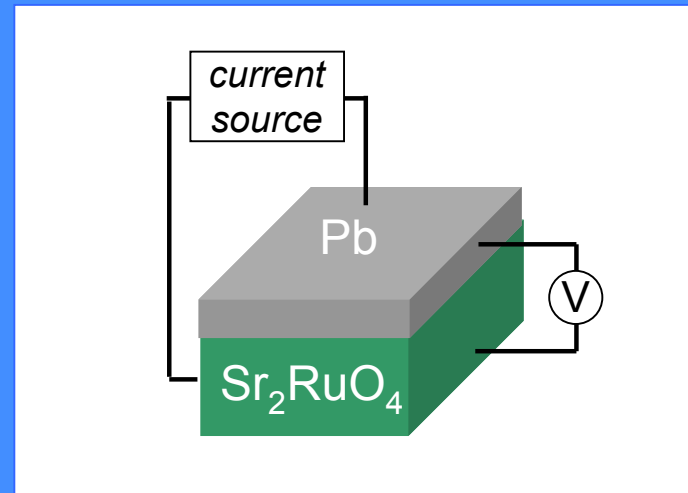 current
source
Pb
V
Sr₂RuO₄